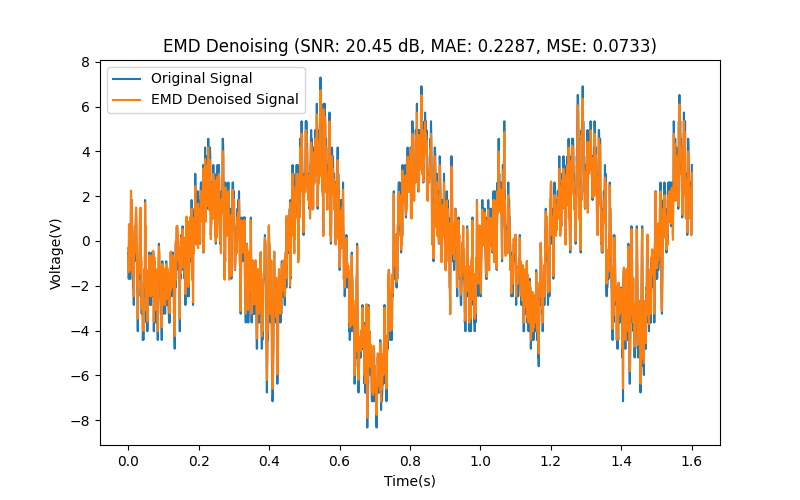 EMD Denoising (SNR: 20.45 dB, MAE: 0.2287, MSE: 0.0733)
Original Signal
EMD Denoised Signal
Voltage(V)
8
6
4
2
0
−2
−4
−6
−8
0.0 0.2 0.4 0.6 0.8 1.0 1.2 1.4 1.6
Time(s)